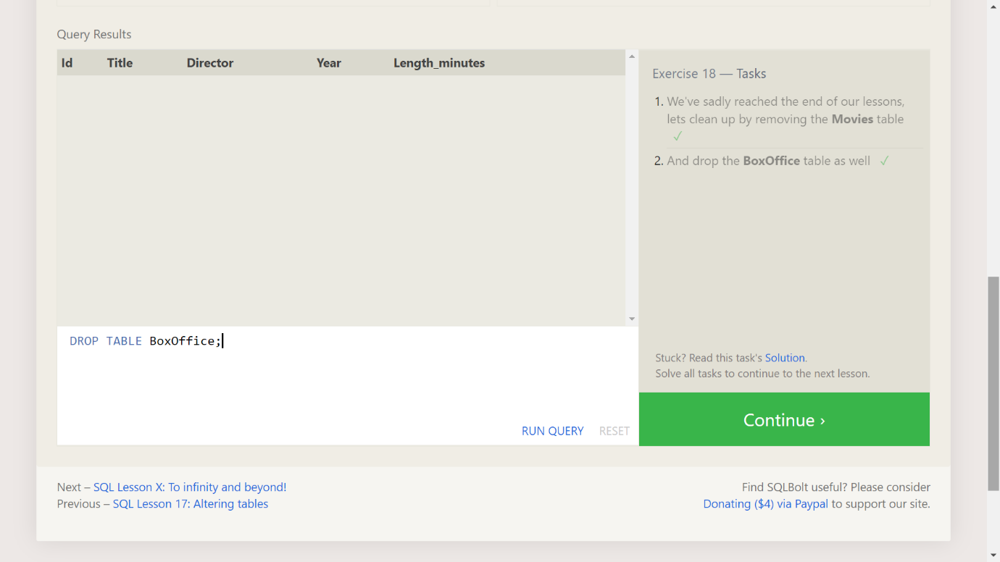 Query Results
Id Title Director Year Length_minutes
Exercise 18 — Tasks
1. We've sadly reached the end of our lessons,
lets clean up by removing the Movies table
✓
2. And drop the BoxOffice table as well ✓
DROP TABLE BoxOffice;
Stuck? Read this task's Solution.
Solve all tasks to continue to the next lesson.
RUN QUERY RESET
Continue ›
Next – SQL Lesson X: To infinity and beyond!
Previous – SQL Lesson 17: Altering tables
Find SQLBolt useful? Please consider
Donating ($4) via Paypal to support our site.